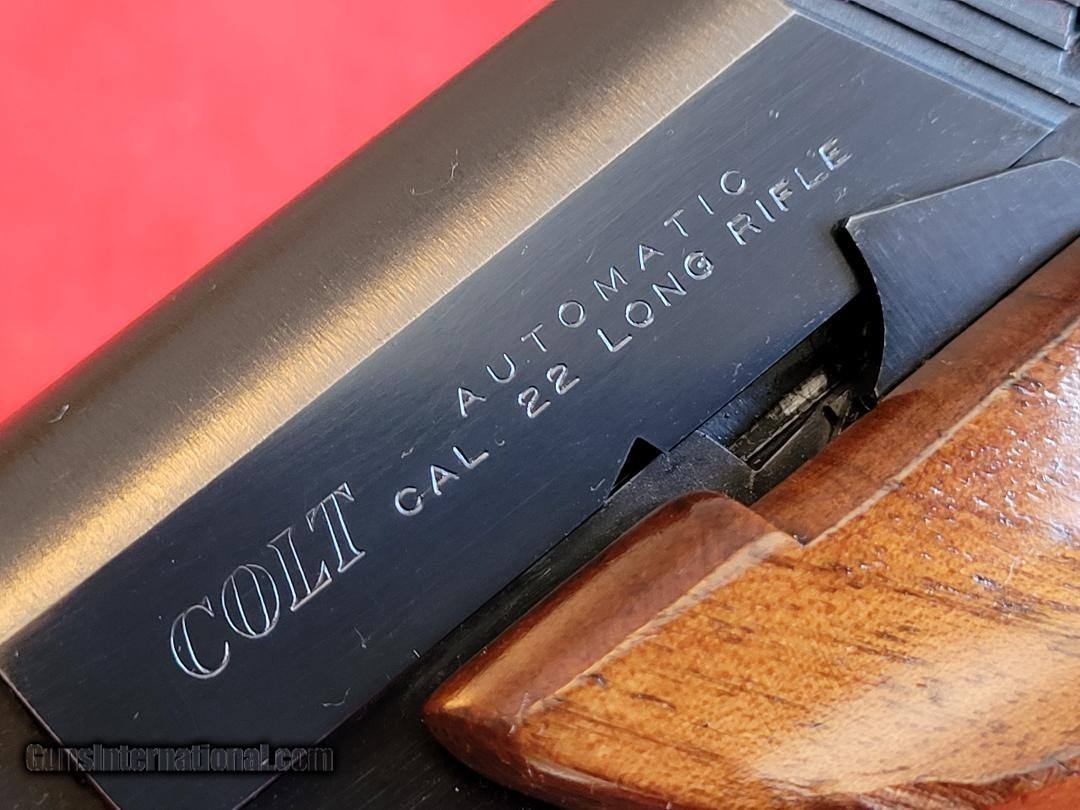 COLT
AUTOMATIC
CAL. 22 LONG RIFLE
GunsInternational.com